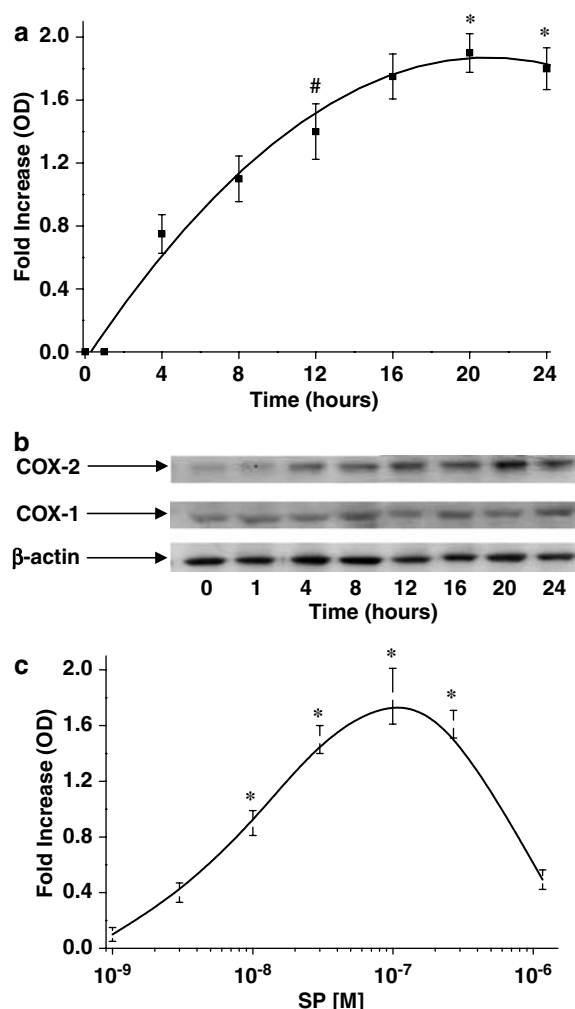 a
2.0
1.6
1.2
0.8
0.4
0.0
Fold Increase (OD)
#
*
*
0 4 8 12 16 20 24
Time (hours)
b
COX-2
COX-1
β-actin
0 1 4 8 12 16 20 24
Time (hours)
c
2.0
1.6
1.2
0.8
0.4
0.0
Fold Increase (OD)
*
*
*
*
10-9 10-8 10-7 10-6
SP [M]